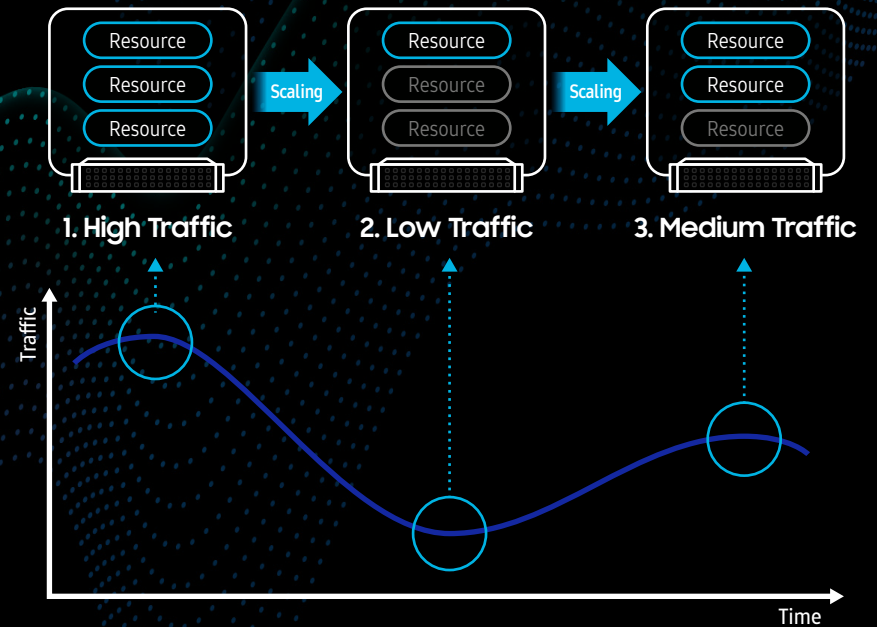 Resource
Resource
Resource
Scaling
Resource
Resource
Resource
Scaling
Resource
Resource
Resource
1. High Traffic
2. Low Traffic
3. Medium Traffic
Traffic
Time